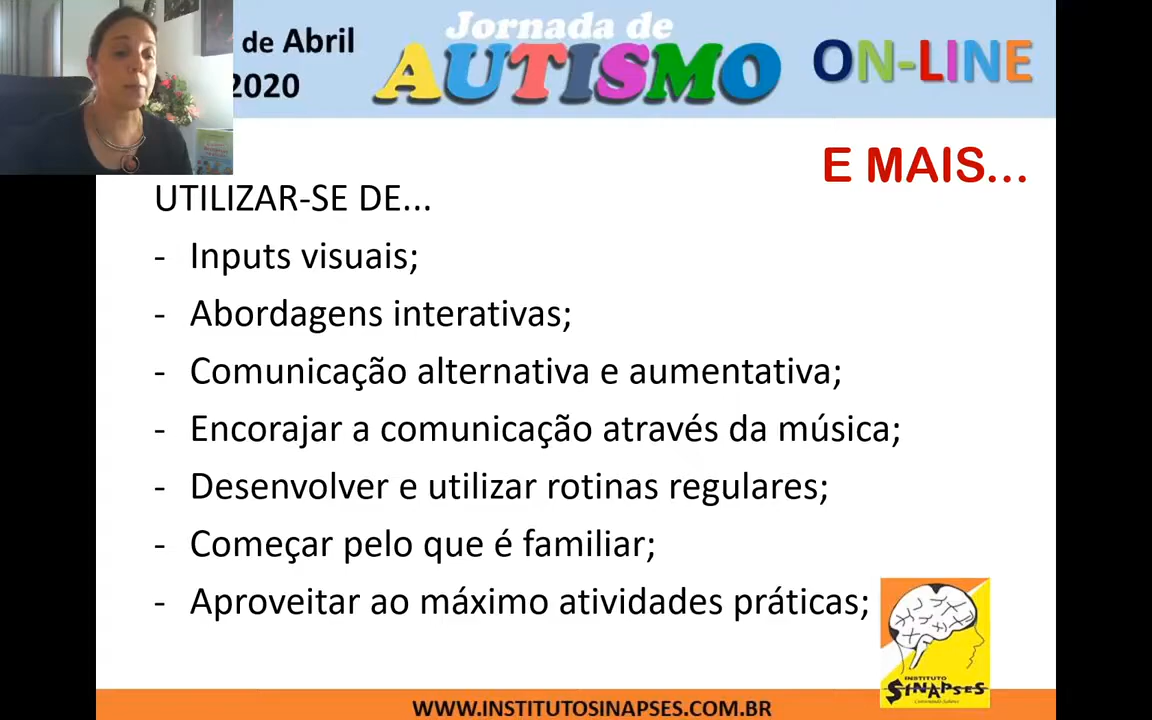 de Abril
2020
Jornada de
AUTISMO
ON-LINE
E MAIS...
UTILIZAR-SE DE...
- Inputs visuais;
- Abordagens interativas;
- Comunicação alternativa e aumentativa;
- Encorajar a comunicação através da música;
- Desenvolver e utilizar rotinas regulares;
- Começar pelo que é familiar;
- Aproveitar ao máximo atividades práticas;
INSTITUTO
SINAPSES
WWW.INSTITUTOSINAPSES.COM.BR